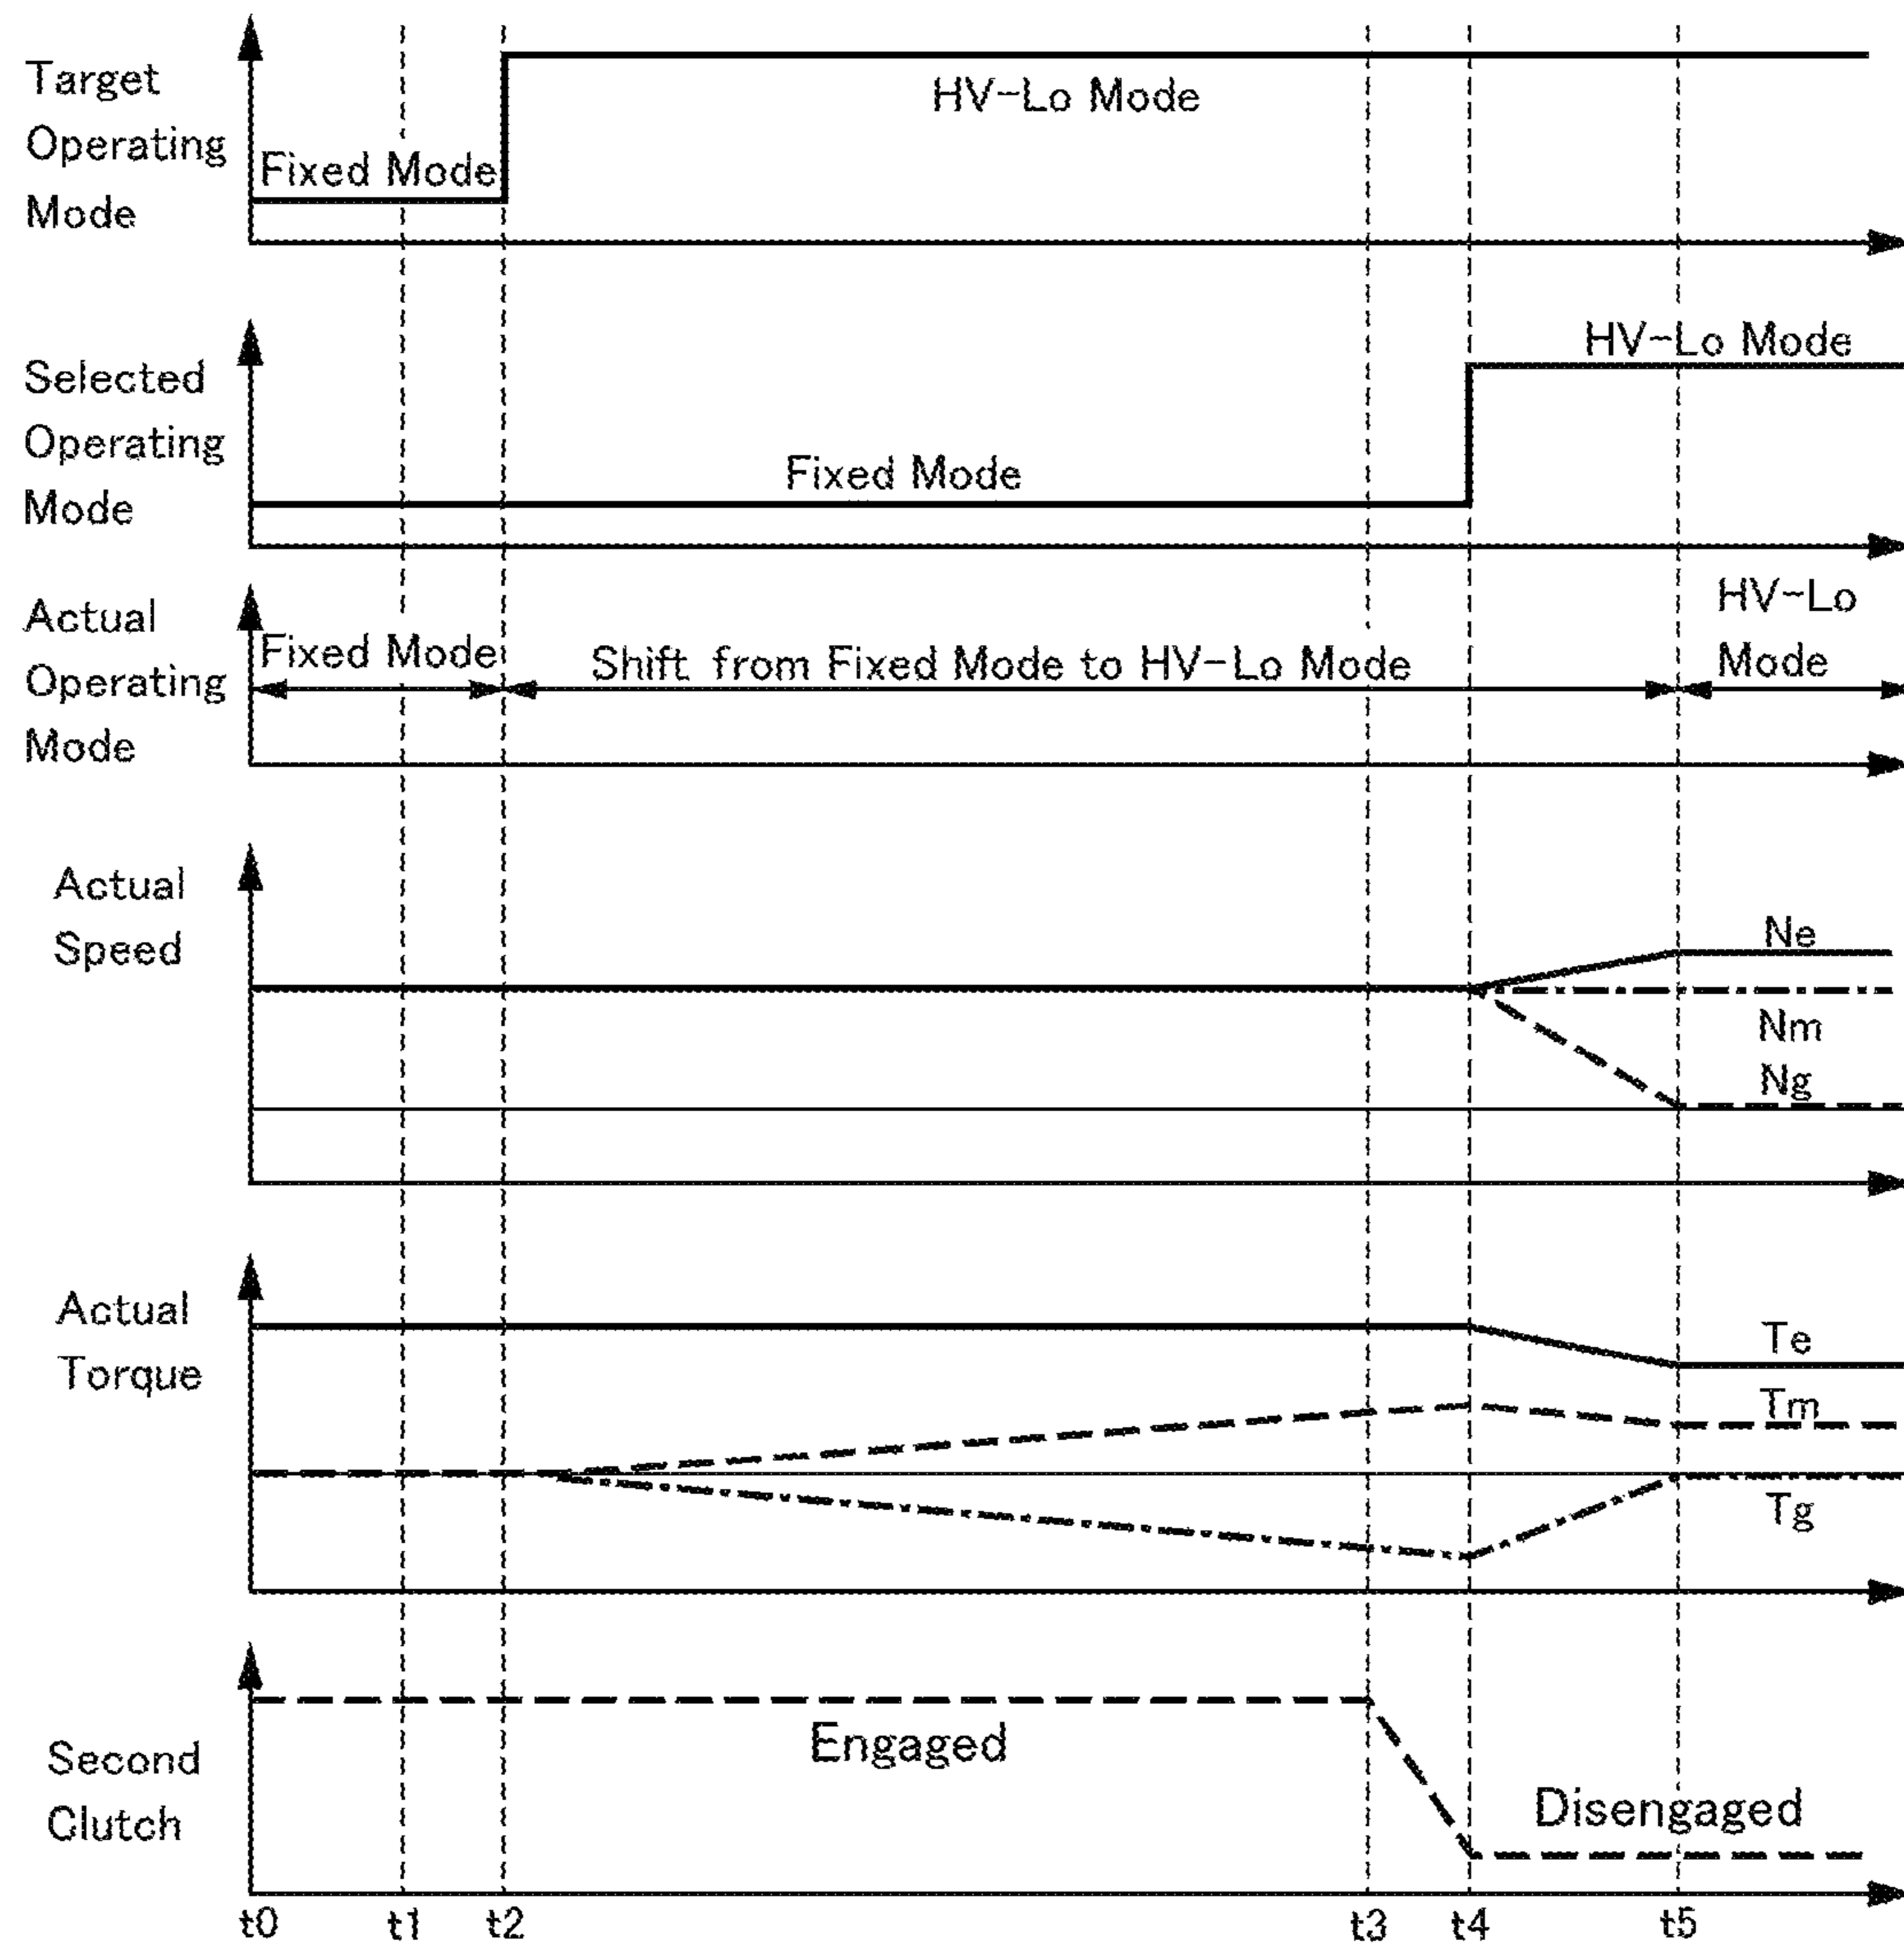 Target
Operating
Mode
Fixed Mode
HV-Lo Mode
Selected
Operating
Mode
Fixed Mode
HV-Lo Mode
Actual
Operating
Mode
Fixed Mode
Shift from Fixed Mode to HV-Lo Mode
HV-Lo
Mode
Actual
Speed
Ne
Nm
Ng
Actual
Torque
Te
Tm
Tg
Second
Clutch
Engaged
Disengaged
t0 t1 t2 t3 t4 t5